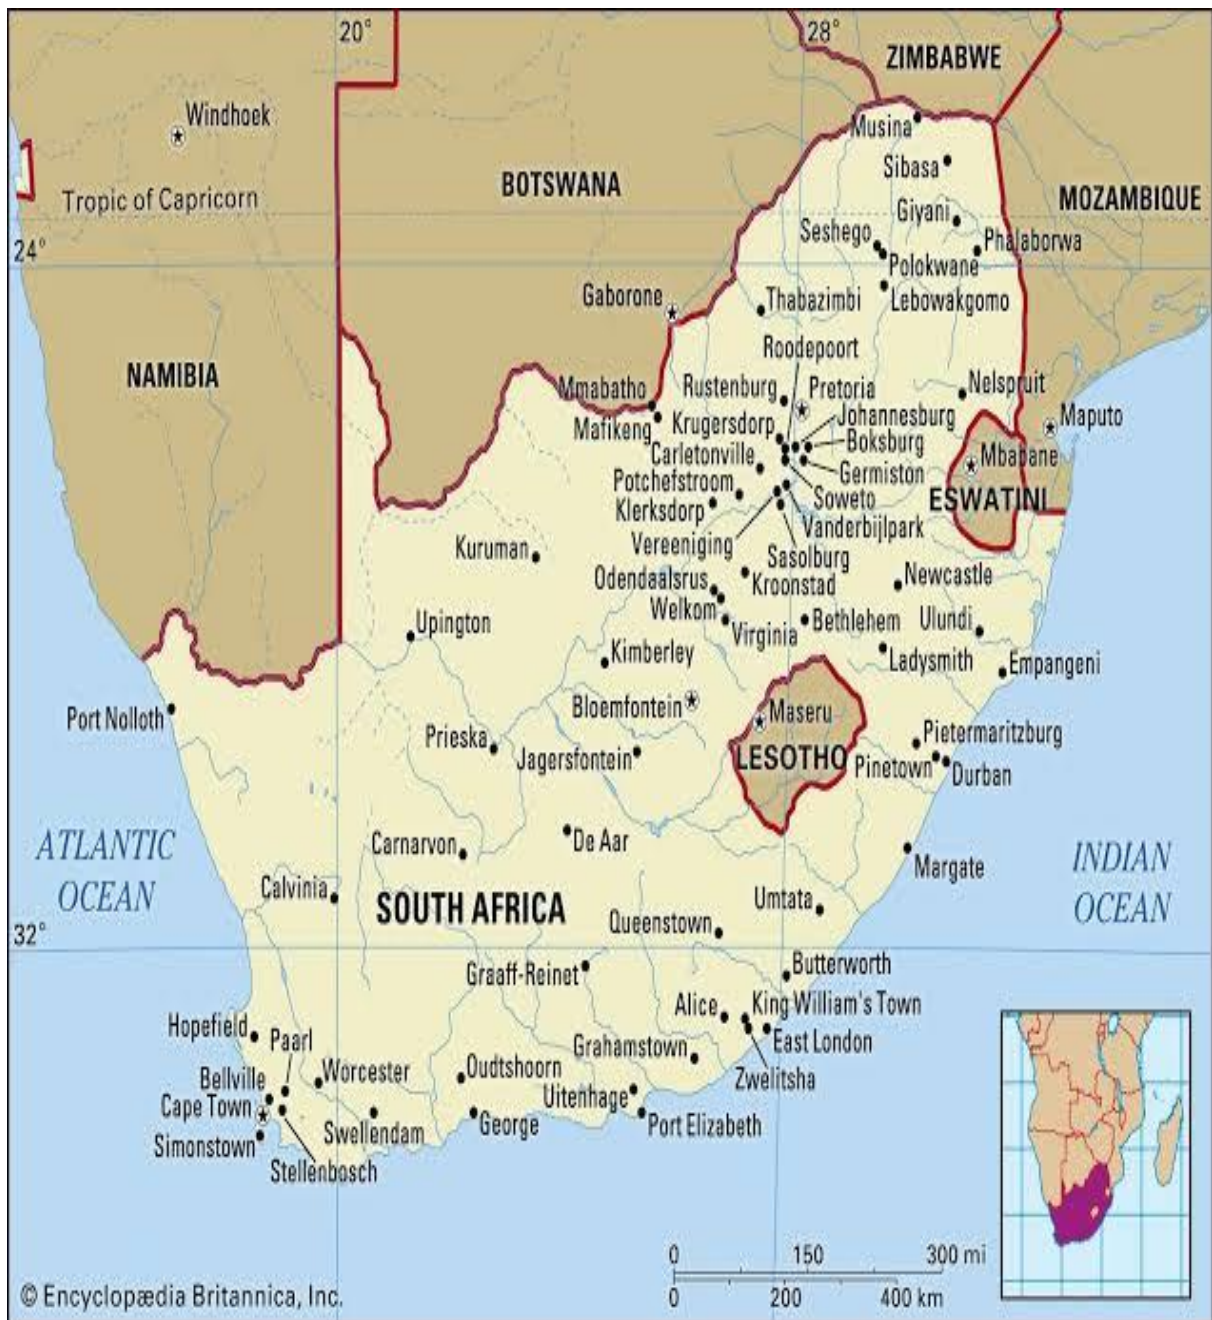 20°
28°
ZIMBABWE
Windhoek
Musina
Sibasa
BOTSWANA
Tropic of Capricorn
MOZAMBIQUE
Giyani
Seshego
Phalaborwa
24°
Polokwane
Gaborone
Thabazimbi
Lebowakgomo
Roodepoort
NAMIBIA
Mmabatho
Rustenburg
Pretoria
Nelspruit
Mafikeng
Krugersdorp
Johannesburg
Maputo
Boksburg
Carletonville
Mbabane
Germiston
Potchefstroom
Soweto
ESWATINI
Klerksdorp
Vanderbijlpark
Kuruman
Vereeniging
Sasolburg
Odendaalsrus
Kroonstad
Newcastle
Welkom
Upington
Virginia
Bethlehem
Ulundi
Kimberley
Ladysmith
Empangeni
Port Nolloth
Bloemfontein
Maseru
Prieska
Jagersfontein
LESOTHO
Pietermaritzburg
Pinetown
Durban
ATLANTIC
OCEAN
Carnarvon
De Aar
Margate
INDIAN
OCEAN
Calvinia
SOUTH AFRICA
Umtata
Queenstown
32°
Graaff-Reinet
Butterworth
Alice
King William's Town
Hopefield
Paarl
Grahamstown
East London
Bellville
Worcester
Oudtshoorn
Zwelitsha
Cape Town
Uitenhage
Simonstown
Swellendam
George
Port Elizabeth
Stellenbosch
0 150 300 mi
0 200 400 km
© Encyclopædia Britannica, Inc.